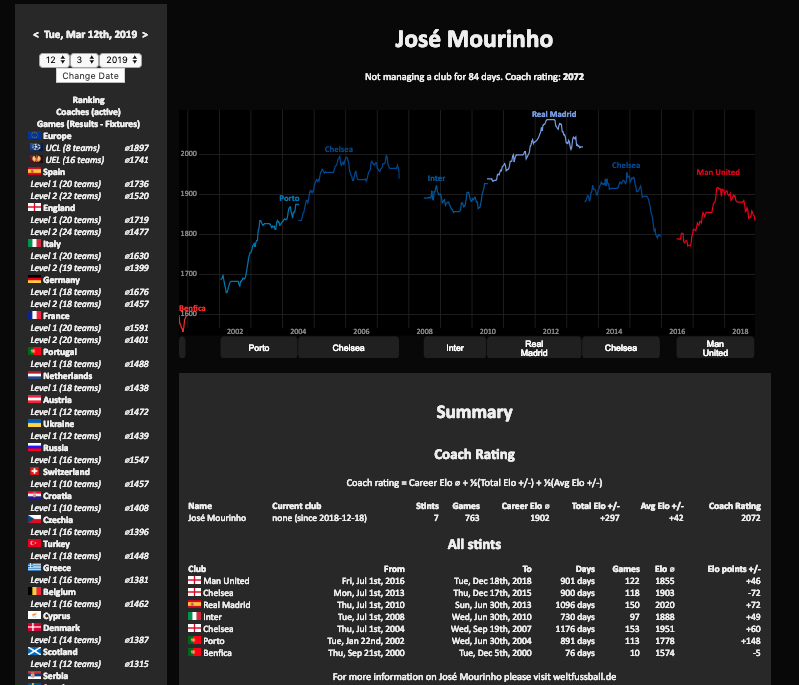 < Tue, Mar 12th, 2019 >
12 3 2019
Change Date
Ranking
Coaches (active)
Games (Results - Fixtures)
Europe
UCL (8 teams) ø1897
UEL (16 teams) ø1741
Spain
Level 1 (20 teams) ø1736
Level 2 (22 teams) ø1520
England
Level 1 (20 teams) ø1719
Level 2 (24 teams) ø1477
Italy
Level 1 (20 teams) ø1630
Level 2 (19 teams) ø1399
Germany
Level 1 (18 teams) ø1676
Level 2 (18 teams) ø1457
France
Level 1 (20 teams) ø1591
Level 2 (20 teams) ø1401
Portugal
Level 1 (18 teams) ø1488
Netherlands
Level 1 (18 teams) ø1438
Austria
Level 1 (12 teams) ø1472
Ukraine
Level 1 (12 teams) ø1439
Russia
Level 1 (16 teams) ø1547
Switzerland
Level 1 (10 teams) ø1457
Croatia
Level 1 (10 teams) ø1408
Czechia
Level 1 (16 teams) ø1396
Turkey
Level 1 (18 teams) ø1448
Greece
Level 1 (16 teams) ø1381
Belgium
Level 1 (16 teams) ø1462
Cyprus
Denmark
Level 1 (14 teams) ø1387
Scotland
Level 1 (12 teams) ø1315
Serbia
José Mourinho
Not managing a club for 84 days. Coach rating: 2072
Real Madrid
Chelsea
2000
Chelsea
Man United
Inter
Porto
1900
1800
1700
Benfica
1600
2002 2004 2006 2008 2010 2012 2014 2016 2018
Porto Chelsea Inter Real Madrid Chelsea Man United
Summary
Coach Rating
Coach rating = Career Elo ø + ½(Total Elo +/-) + ½(Avg Elo +/-)
Name Current club Stints Games Career Elo ø Total Elo +/- Avg Elo +/- Coach Rating
José Mourinho none (since 2018-12-18) 7 763 1902 +297 +42 2072
All stints
Club From To Days Games Elo ø Elo points +/-
Man United Fri, Jul 1st, 2016 Tue, Dec 18th, 2018 901 days 122 1855 +46
Chelsea Mon, Jul 1st, 2013 Thu, Dec 17th, 2015 900 days 118 1903 -72
Real Madrid Thu, Jul 1st, 2010 Sun, Jun 30th, 2013 1096 days 150 2020 +72
Inter Tue, Jul 1st, 2008 Wed, Jun 30th, 2010 730 days 97 1888 +49
Chelsea Thu, Jul 1st, 2004 Wed, Sep 19th, 2007 1176 days 153 1951 +60
Porto Tue, Jan 22nd, 2002 Wed, Jun 30th, 2004 891 days 113 1778 +148
Benfica Thu, Sep 21st, 2000 Tue, Dec 5th, 2000 76 days 10 1574 -5
For more information on José Mourinho please visit weltfussball.de